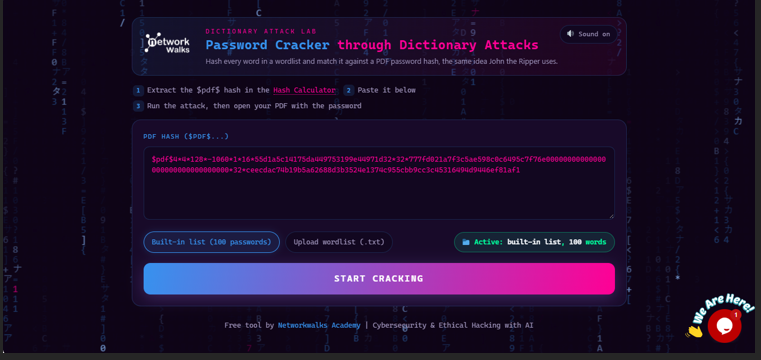 Network
Walks
DICTIONARY ATTACK LAB
Password Cracker through Dictionary Attacks
Hash every word in a wordlist and match it against a PDF password hash, the same idea John the Ripper uses.
Sound on
1 Extract the $pdf$ hash in the Hash Calculator 2 Paste it below
3 Run the attack, then open your PDF with the password
PDF HASH ($PDF$...)
Built-in list (100 passwords)
Upload wordlist (.txt)
Active: built-in list, 100 words
START CRACKING
Free tool by Networkwalks Academy | Cybersecurity & Ethical Hacking with AI
We Are Here!
1